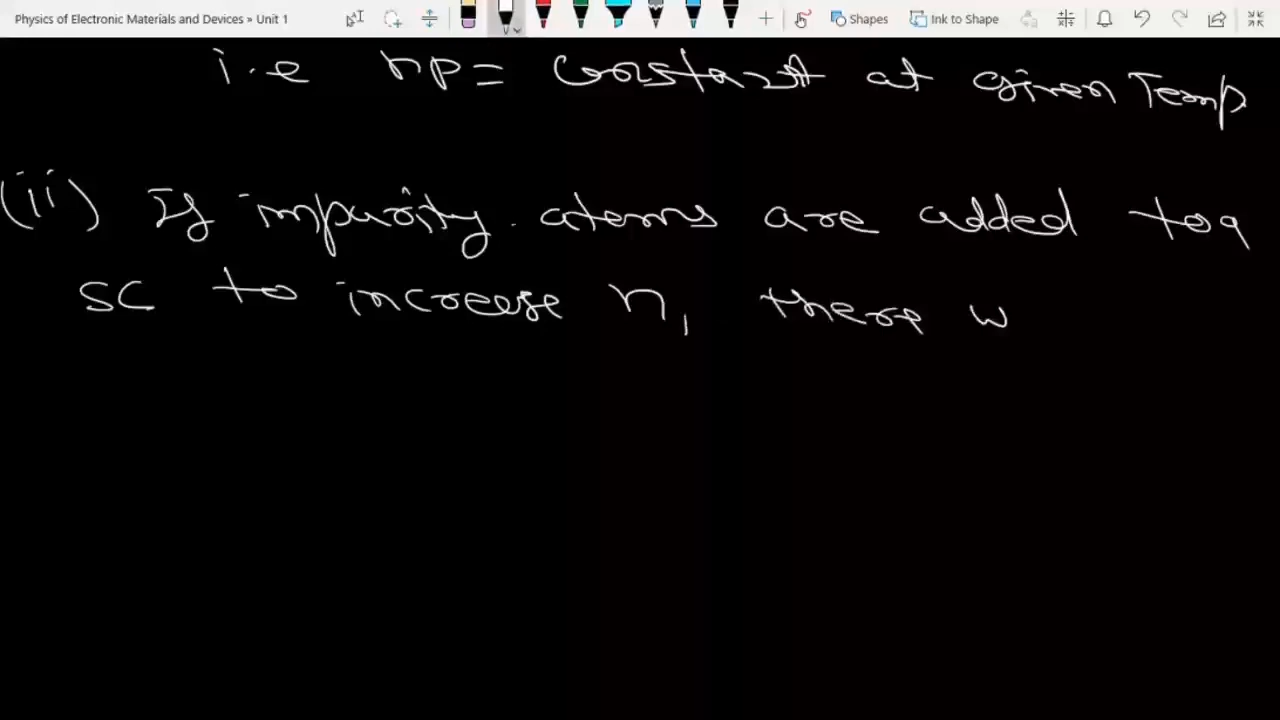 Physics of Electronic Materials and Devices » Unit 1
Shapes
Ink to Shape
i.e np = constant at given Temp
(ii) If impurity atoms are added to a
SC to increase n, there w